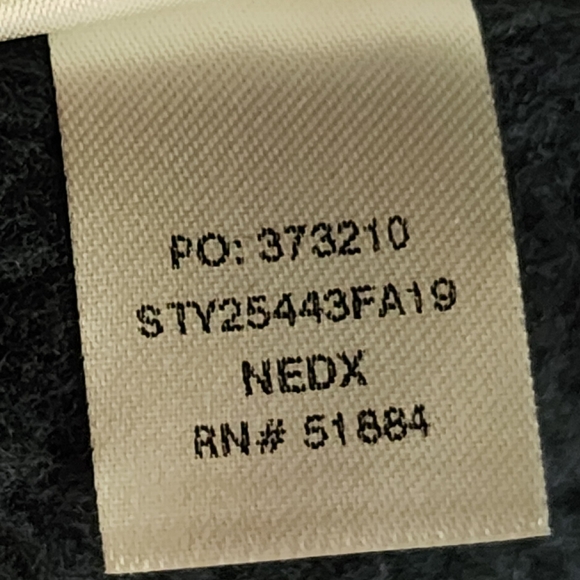 PO: 373210
STY25443FA19
NEDX
RN# 51884